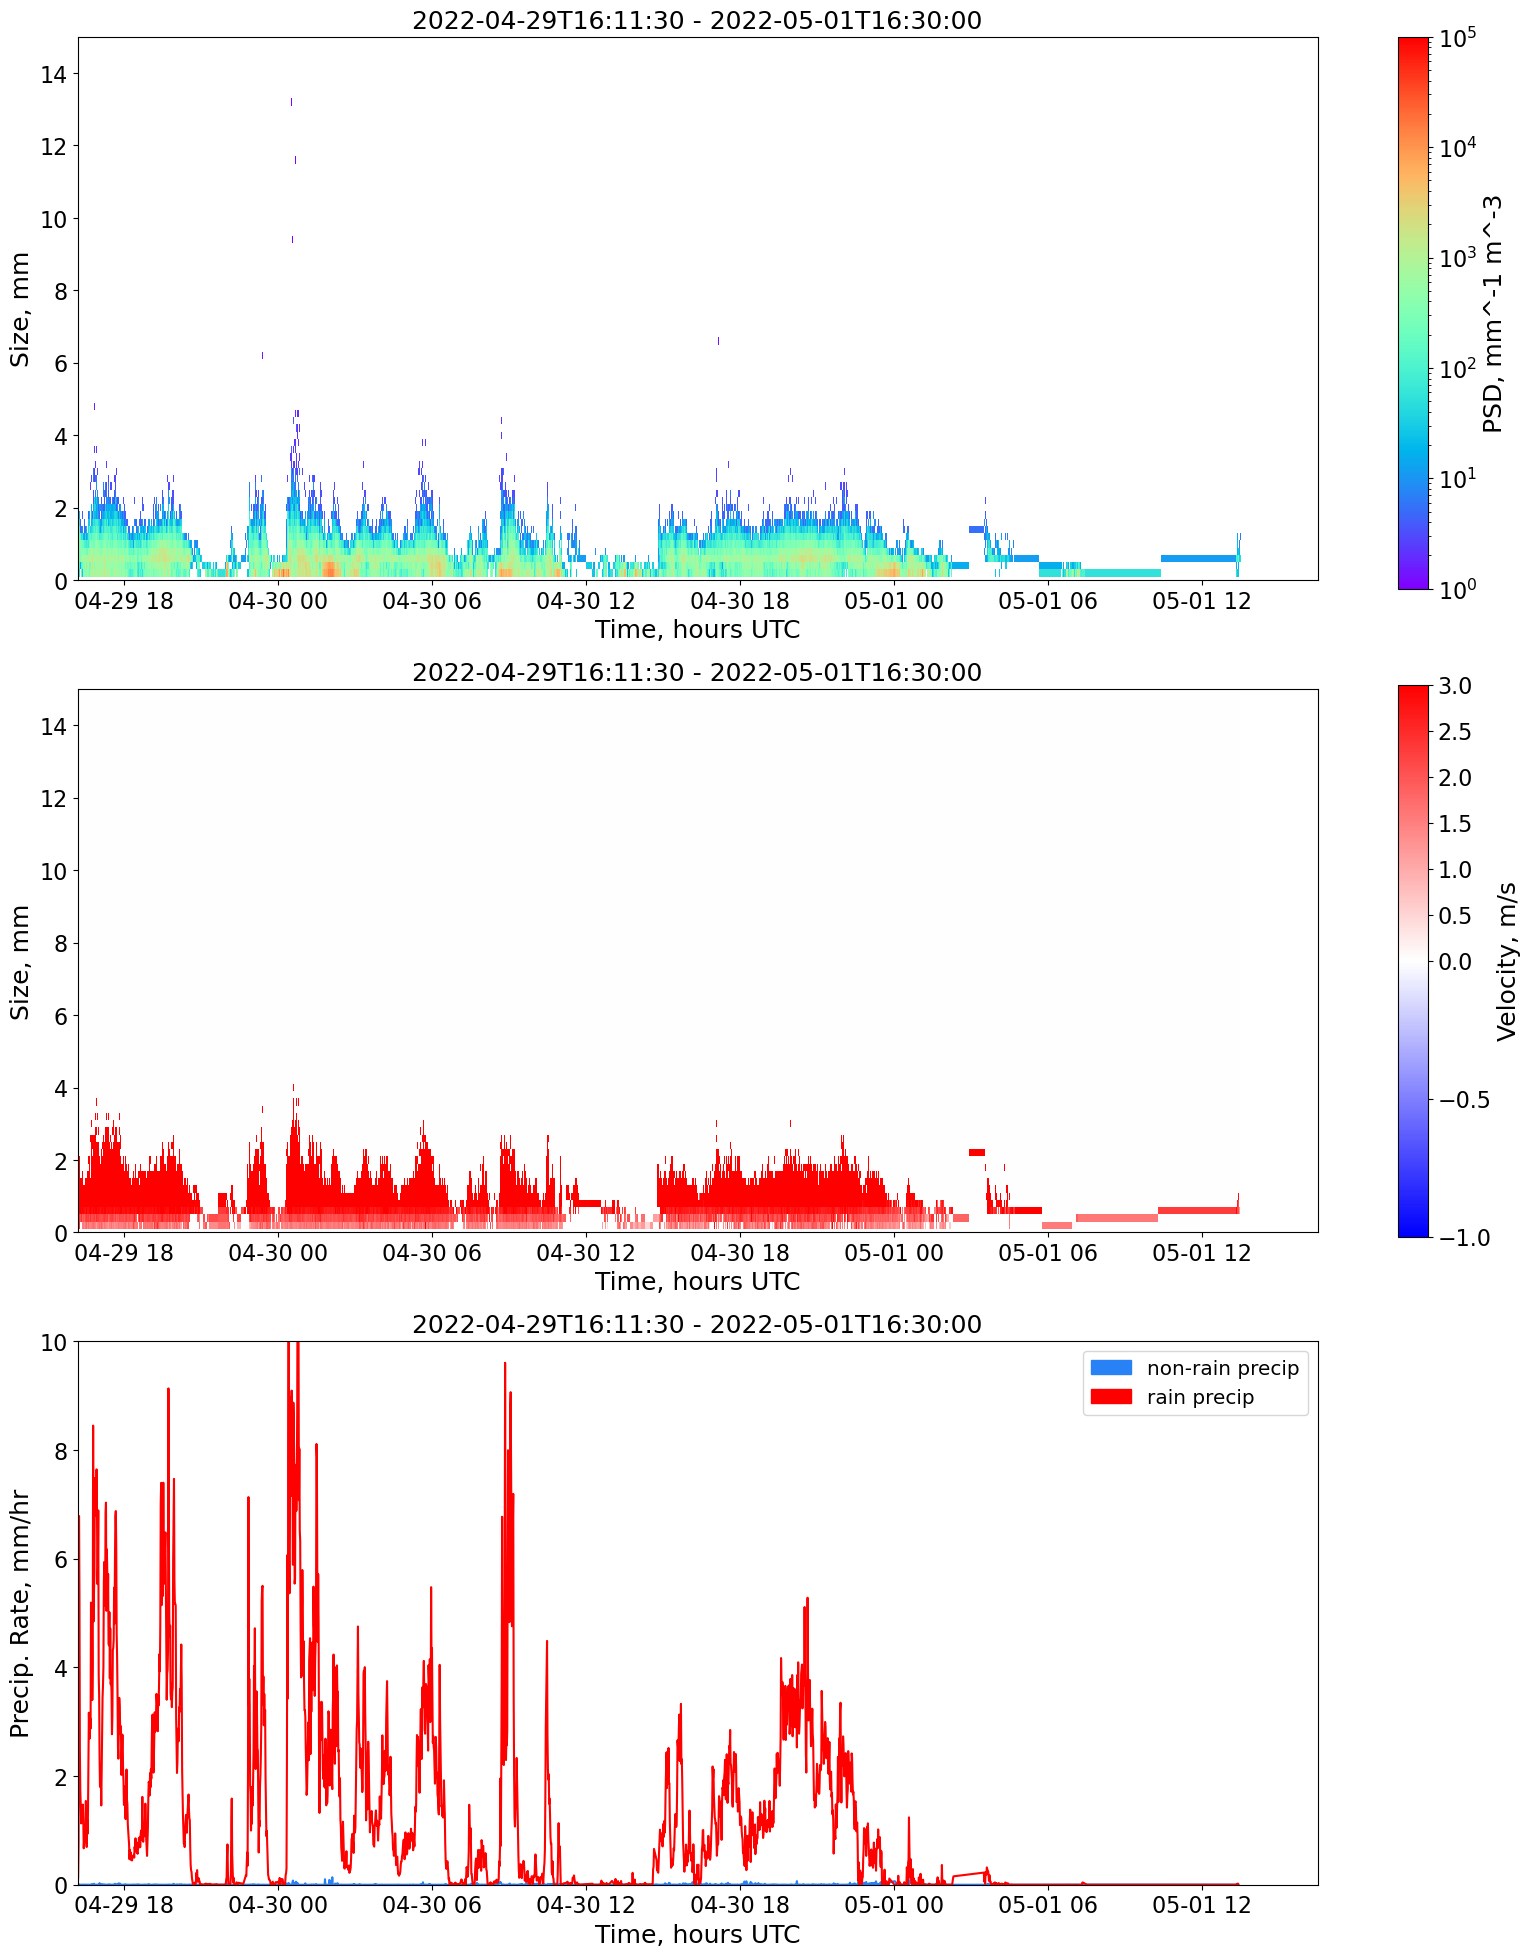 2022-04-29T16:11:30 - 2022-05-01T16:30:00
14
12
10
8
6
4
2
0
Size, mm
04-29 18 04-30 00 04-30 06 04-30 12 04-30 18 05-01 00 05-01 06 05-01 12
Time, hours UTC
10^5
10^4
10^3
10^2
10^1
10^0
PSD, mm^-1 m^-3
2022-04-29T16:11:30 - 2022-05-01T16:30:00
14
12
10
8
6
4
2
0
Size, mm
04-29 18 04-30 00 04-30 06 04-30 12 04-30 18 05-01 00 05-01 06 05-01 12
Time, hours UTC
3.0
2.5
2.0
1.5
1.0
0.5
0.0
−0.5
−1.0
Velocity, m/s
2022-04-29T16:11:30 - 2022-05-01T16:30:00
10
8
6
4
2
0
Precip. Rate, mm/hr
non-rain precip
rain precip
04-29 18 04-30 00 04-30 06 04-30 12 04-30 18 05-01 00 05-01 06 05-01 12
Time, hours UTC